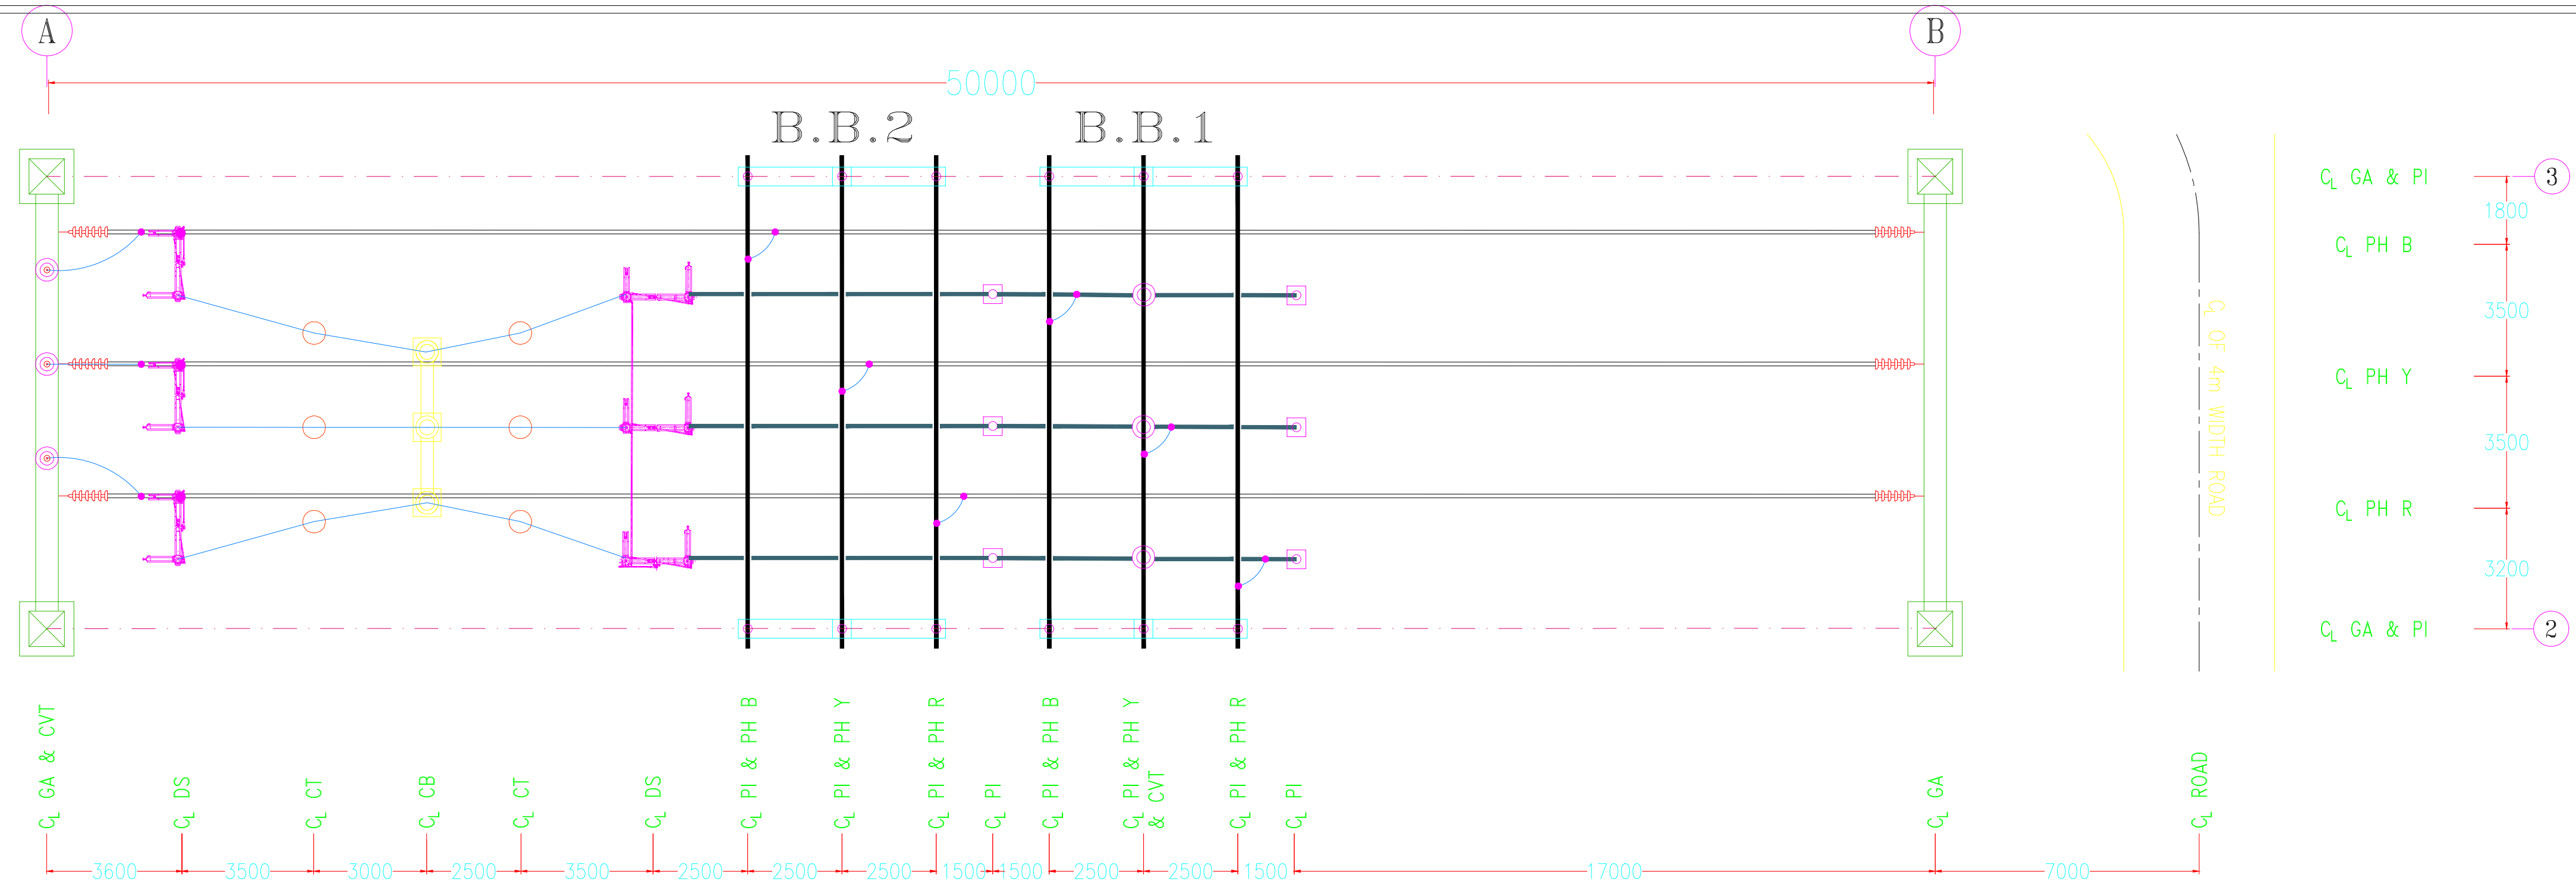 A
B
50000
B.B.2
B.B.1
CL GA & PI
3
1800
CL PH B
3500
CL OF 4m WIDTH ROAD
CL PH Y
3500
CL PH R
3200
CL GA & PI
2
CL GA & CVT
CL DS
CL CT
CL CB
CL CT
CL DS
CL PI & PH B
CL PI & PH Y
CL PI & PH R
CL PI
CL PI & PH B
CL PI & PH Y
& CVT
CL PI & PH R
CL PI
CL GA
CL ROAD
3600
3500
3000
2500
3500
2500
2500
2500
1500
1500
2500
2500
1500
17000
7000